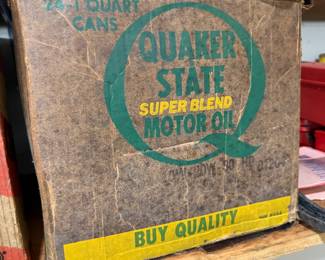 24-1 QUART
CANS
QUAKER
STATE
SUPER BLEND
MOTOR OIL
BUY QUALITY